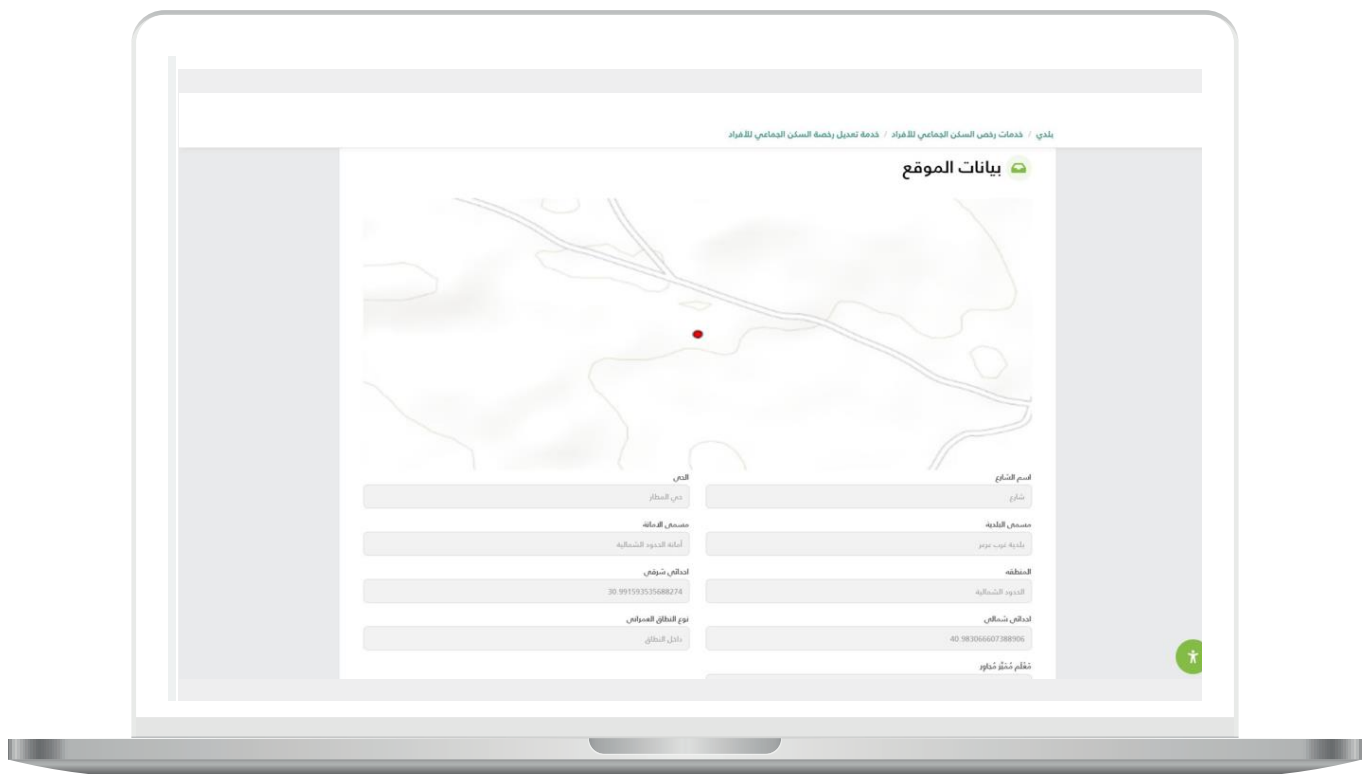 بلدي / خدمات رخص السكن الجماعي للأفراد / خدمة تعديل رخصة السكن الجماعي للأفراد
بيانات الموقع
اسم الشارع
شارع
الحي
حي المطار
مسمى البلدية
بلدية غرب عرعر
مسمى الامانة
أمانة الحدود الشمالية
المنطقه
الحدود الشمالية
احداثي شرقي
30.991593535688274
احداثي شمالي
40.983066607388906
نوع النطاق العمراني
داخل النطاق
مَعْلَم مُمَيَّز مُجاور